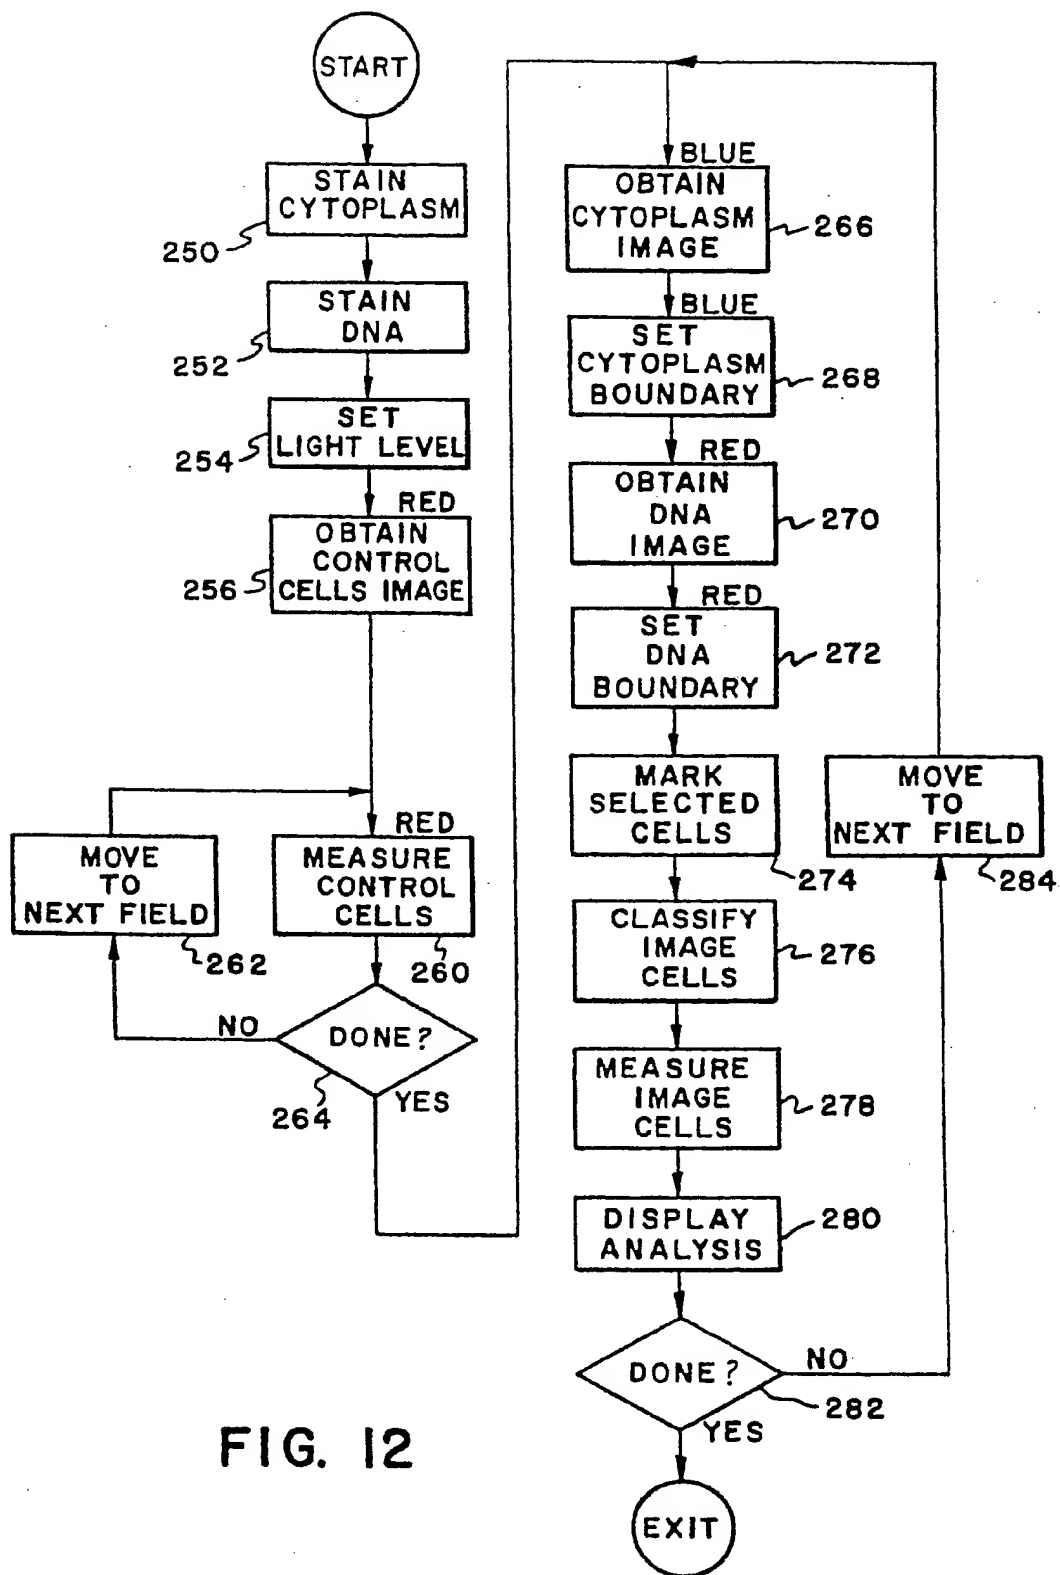 START
STAIN
CYTOPLASM
250
STAIN
DNA
252
SET
LIGHT LEVEL
254
RED
OBTAIN
CONTROL
CELLS IMAGE
256
RED
MEASURE
CONTROL
CELLS
260
MOVE
TO
NEXT FIELD
262
DONE?
NO
YES
264
BLUE
OBTAIN
CYTOPLASM
IMAGE
266
BLUE
SET
CYTOPLASM
BOUNDARY
268
RED
OBTAIN
DNA
IMAGE
270
RED
SET
DNA
BOUNDARY
272
MARK
SELECTED
CELLS
274
CLASSIFY
IMAGE
CELLS
276
MEASURE
IMAGE
CELLS
278
DISPLAY
ANALYSIS
280
DONE?
NO
282
YES
MOVE
TO
NEXT FIELD
284
EXIT
FIG. 12